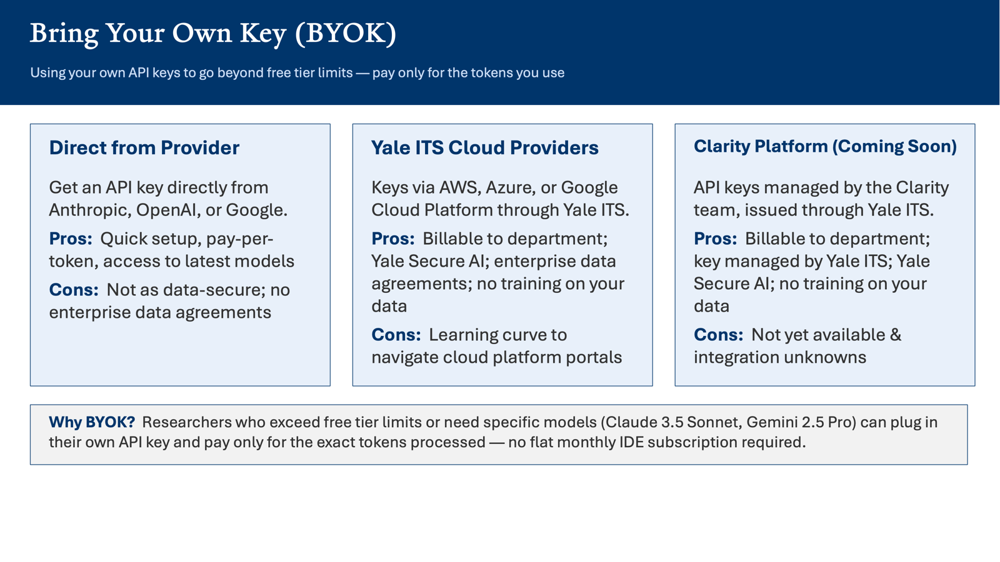 Bring Your Own Key (BYOK)
Using your own API keys to go beyond free tier limits — pay only for the tokens you use
Direct from Provider
Get an API key directly from
Anthropic, OpenAI, or Google.
Pros: Quick setup, pay-per-
token, access to latest models
Cons: Not as data-secure; no
enterprise data agreements
Yale ITS Cloud Providers
Keys via AWS, Azure, or Google
Cloud Platform through Yale ITS.
Pros: Billable to department;
Yale Secure AI; enterprise data
agreements; no training on your
data
Cons: Learning curve to
navigate cloud platform portals
Clarity Platform (Coming Soon)
API keys managed by the Clarity
team, issued through Yale ITS.
Pros: Billable to department;
key managed by Yale ITS; Yale
Secure AI; no training on your
data
Cons: Not yet available &
integration unknowns
Why BYOK? Researchers who exceed free tier limits or need specific models (Claude 3.5 Sonnet, Gemini 2.5 Pro) can plug in
their own API key and pay only for the exact tokens processed — no flat monthly IDE subscription required.